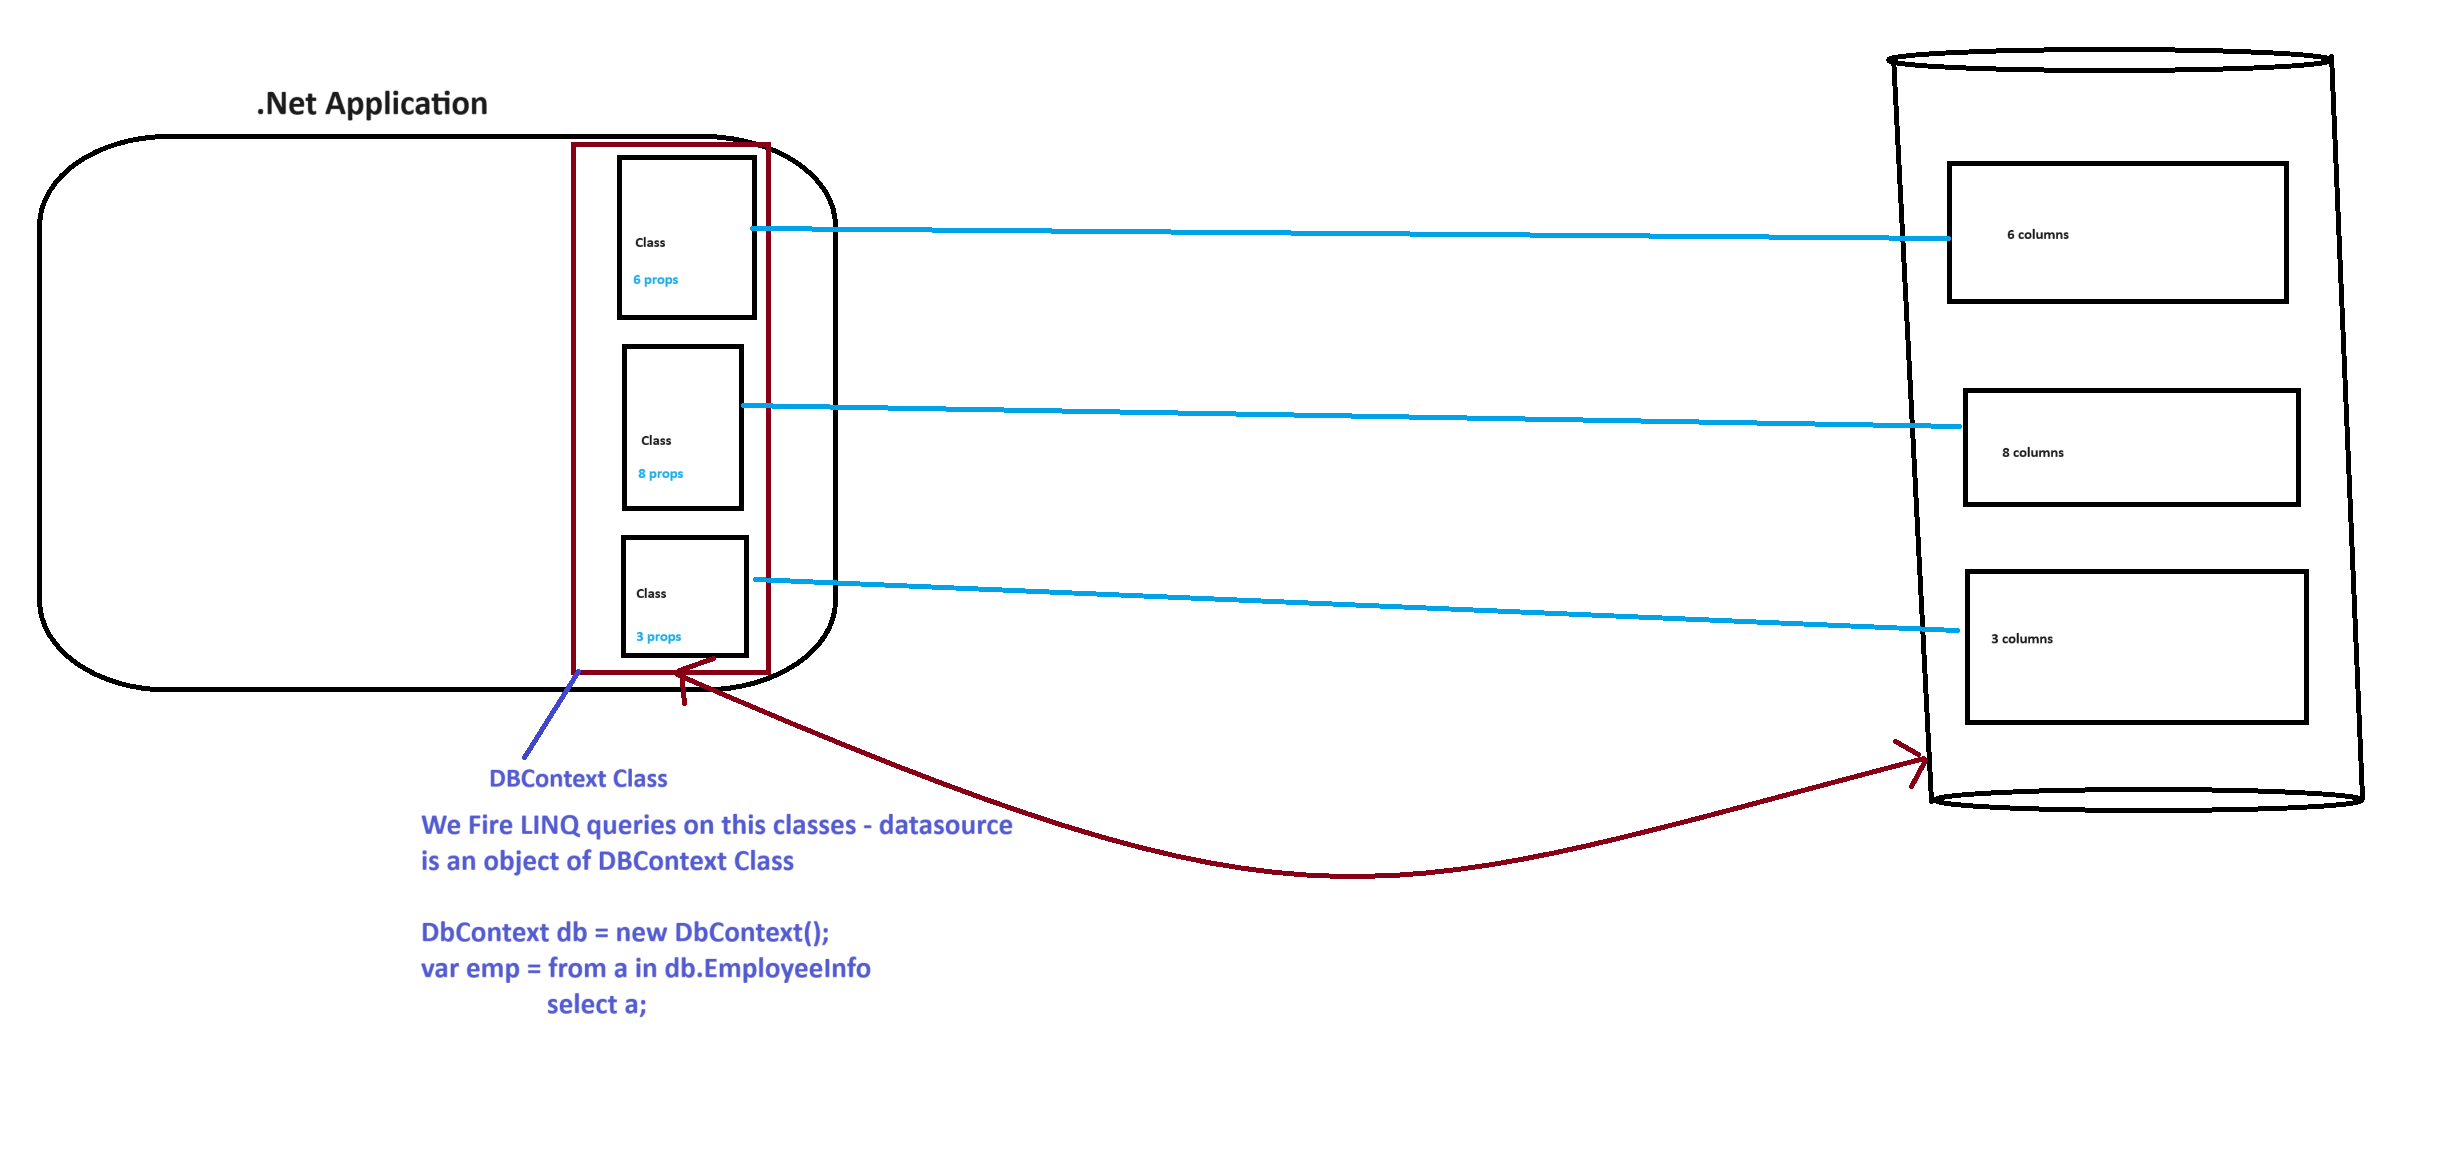 .Net Application
Class
6 props
6 columns
Class
8 props
8 columns
Class
3 props
3 columns
DBContext Class
We Fire LINQ queries on this classes - datasource
is an object of DBContext Class
DbContext db = new DbContext();
var emp = from a in db.EmployeeInfo
select a;